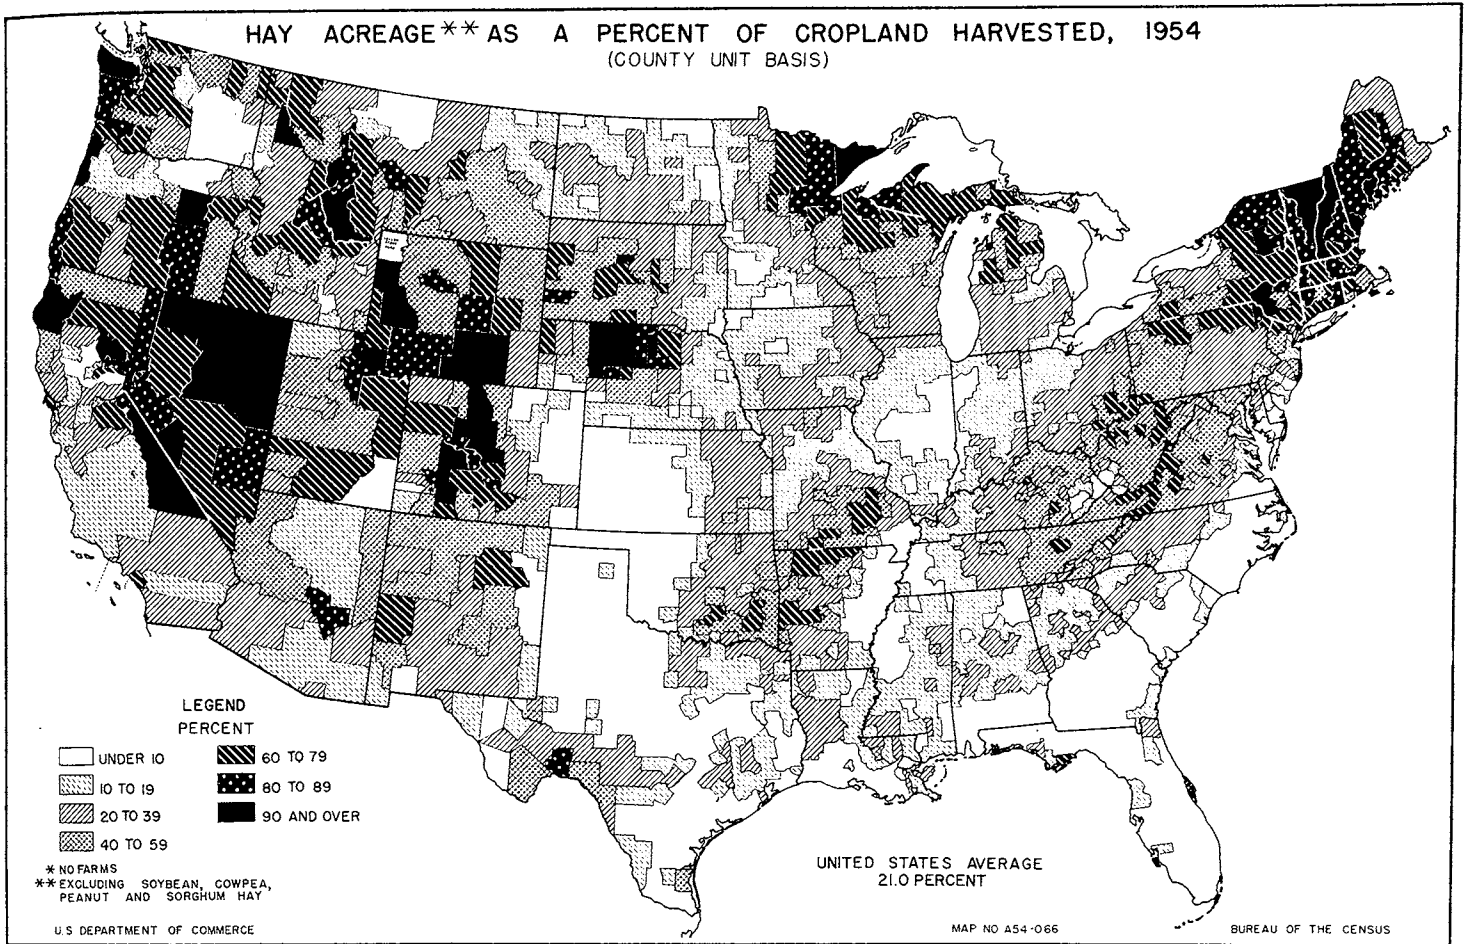 HAY ACREAGE** AS A PERCENT OF CROPLAND HARVESTED, 1954
(COUNTY UNIT BASIS)
LEGEND
PERCENT
UNDER 10
10 TO 19
20 TO 39
40 TO 59
60 TO 79
80 TO 89
90 AND OVER
* NO FARMS
** EXCLUDING SOYBEAN, COWPEA,
PEANUT AND SORGHUM HAY
U.S DEPARTMENT OF COMMERCE
UNITED STATES AVERAGE
21.0 PERCENT
MAP NO A54-066
BUREAU OF THE CENSUS